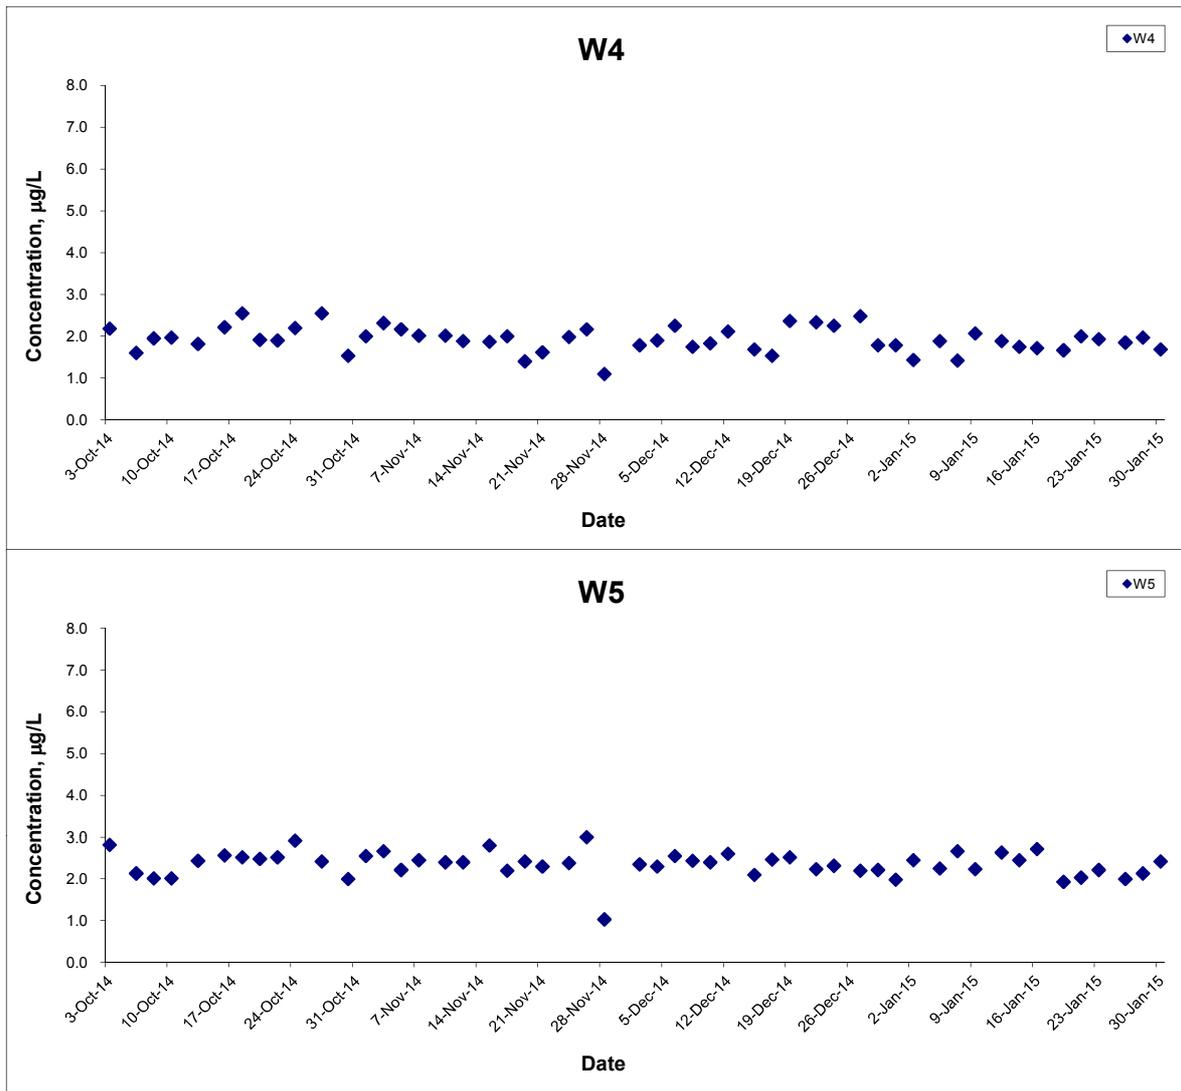 W4
W4
8.0
7.0
6.0
5.0
4.0
3.0
2.0
1.0
0.0
Concentration, µg/L
3-Oct-14
10-Oct-14
17-Oct-14
24-Oct-14
31-Oct-14
7-Nov-14
14-Nov-14
21-Nov-14
28-Nov-14
5-Dec-14
12-Dec-14
19-Dec-14
26-Dec-14
2-Jan-15
9-Jan-15
16-Jan-15
23-Jan-15
30-Jan-15
Date
W5
W5
8.0
7.0
6.0
5.0
4.0
3.0
2.0
1.0
0.0
Concentration, µg/L
3-Oct-14
10-Oct-14
17-Oct-14
24-Oct-14
31-Oct-14
7-Nov-14
14-Nov-14
21-Nov-14
28-Nov-14
5-Dec-14
12-Dec-14
19-Dec-14
26-Dec-14
2-Jan-15
9-Jan-15
16-Jan-15
23-Jan-15
30-Jan-15
Date